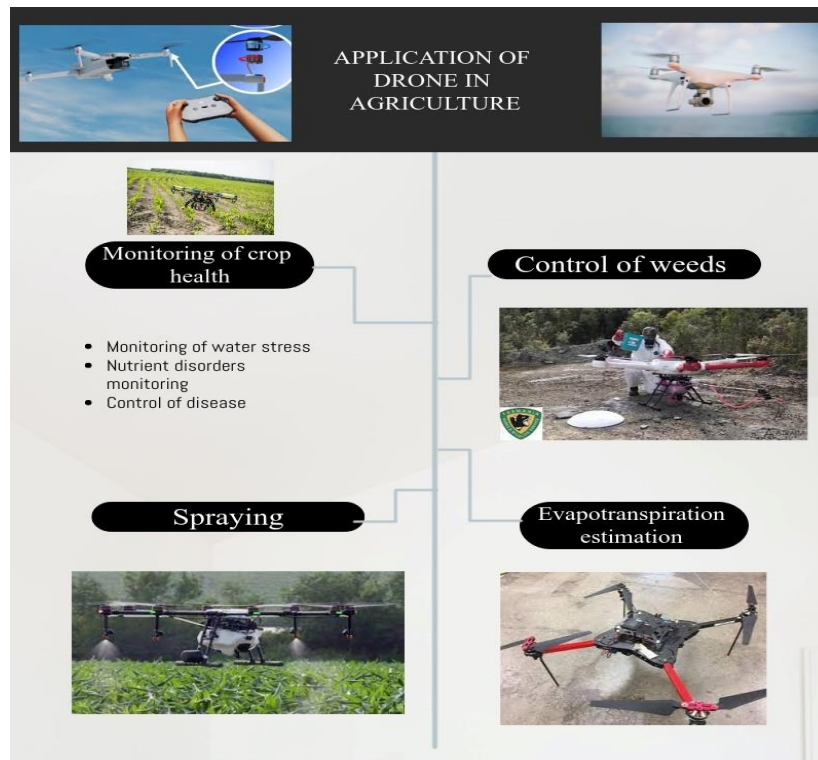 APPLICATION OF
DRONE IN
AGRICULTURE
Monitoring of crop
health
• Monitoring of water stress
• Nutrient disorders
monitoring
• Control of disease
Control of weeds
Spraying
Evapotranspiration
estimation